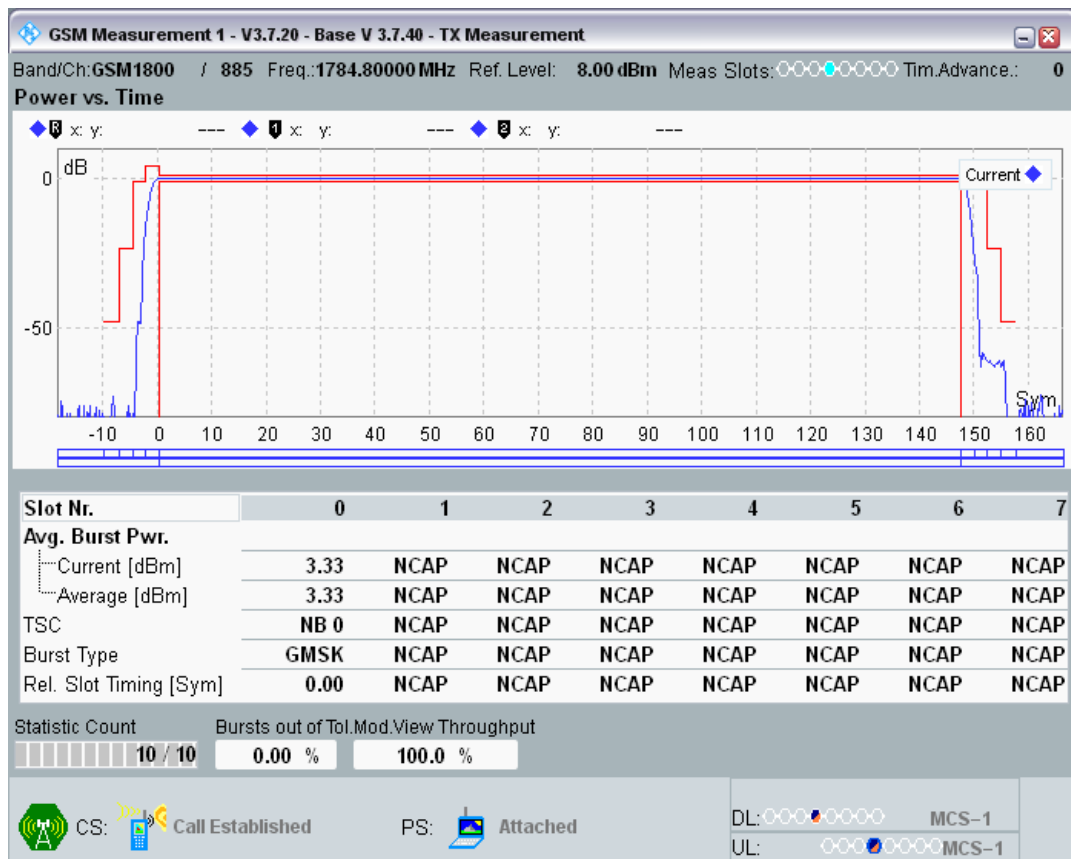 GSM Measurement 1 - V3.7.20 - Base V 3.7.40 - TX Measurement
Band/Ch:GSM1800 / 885 Freq.:1784.80000 MHz Ref. Level: 8.00 dBm Meas Slots: Tim.Advance.: 0
Power vs. Time
R x: y: --- 1 x: y: --- 2 x: y: ---
dB
0
Current
-50
Sym
-10 0 10 20 30 40 50 60 70 80 90 100 110 120 130 140 150 160
Slot Nr. 0 1 2 3 4 5 6 7
Avg. Burst Pwr.
Current [dBm] 3.33 NCAP NCAP NCAP NCAP NCAP NCAP NCAP
Average [dBm] 3.33 NCAP NCAP NCAP NCAP NCAP NCAP NCAP
TSC NB 0 NCAP NCAP NCAP NCAP NCAP NCAP NCAP
Burst Type GMSK NCAP NCAP NCAP NCAP NCAP NCAP NCAP
Rel. Slot Timing [Sym] 0.00 NCAP NCAP NCAP NCAP NCAP NCAP NCAP
Statistic Count Bursts out of Tol. Mod.View Throughput
10 / 10 0.00 % 100.0 %
CS: Call Established PS: Attached
DL: MCS-1
UL: MCS-1